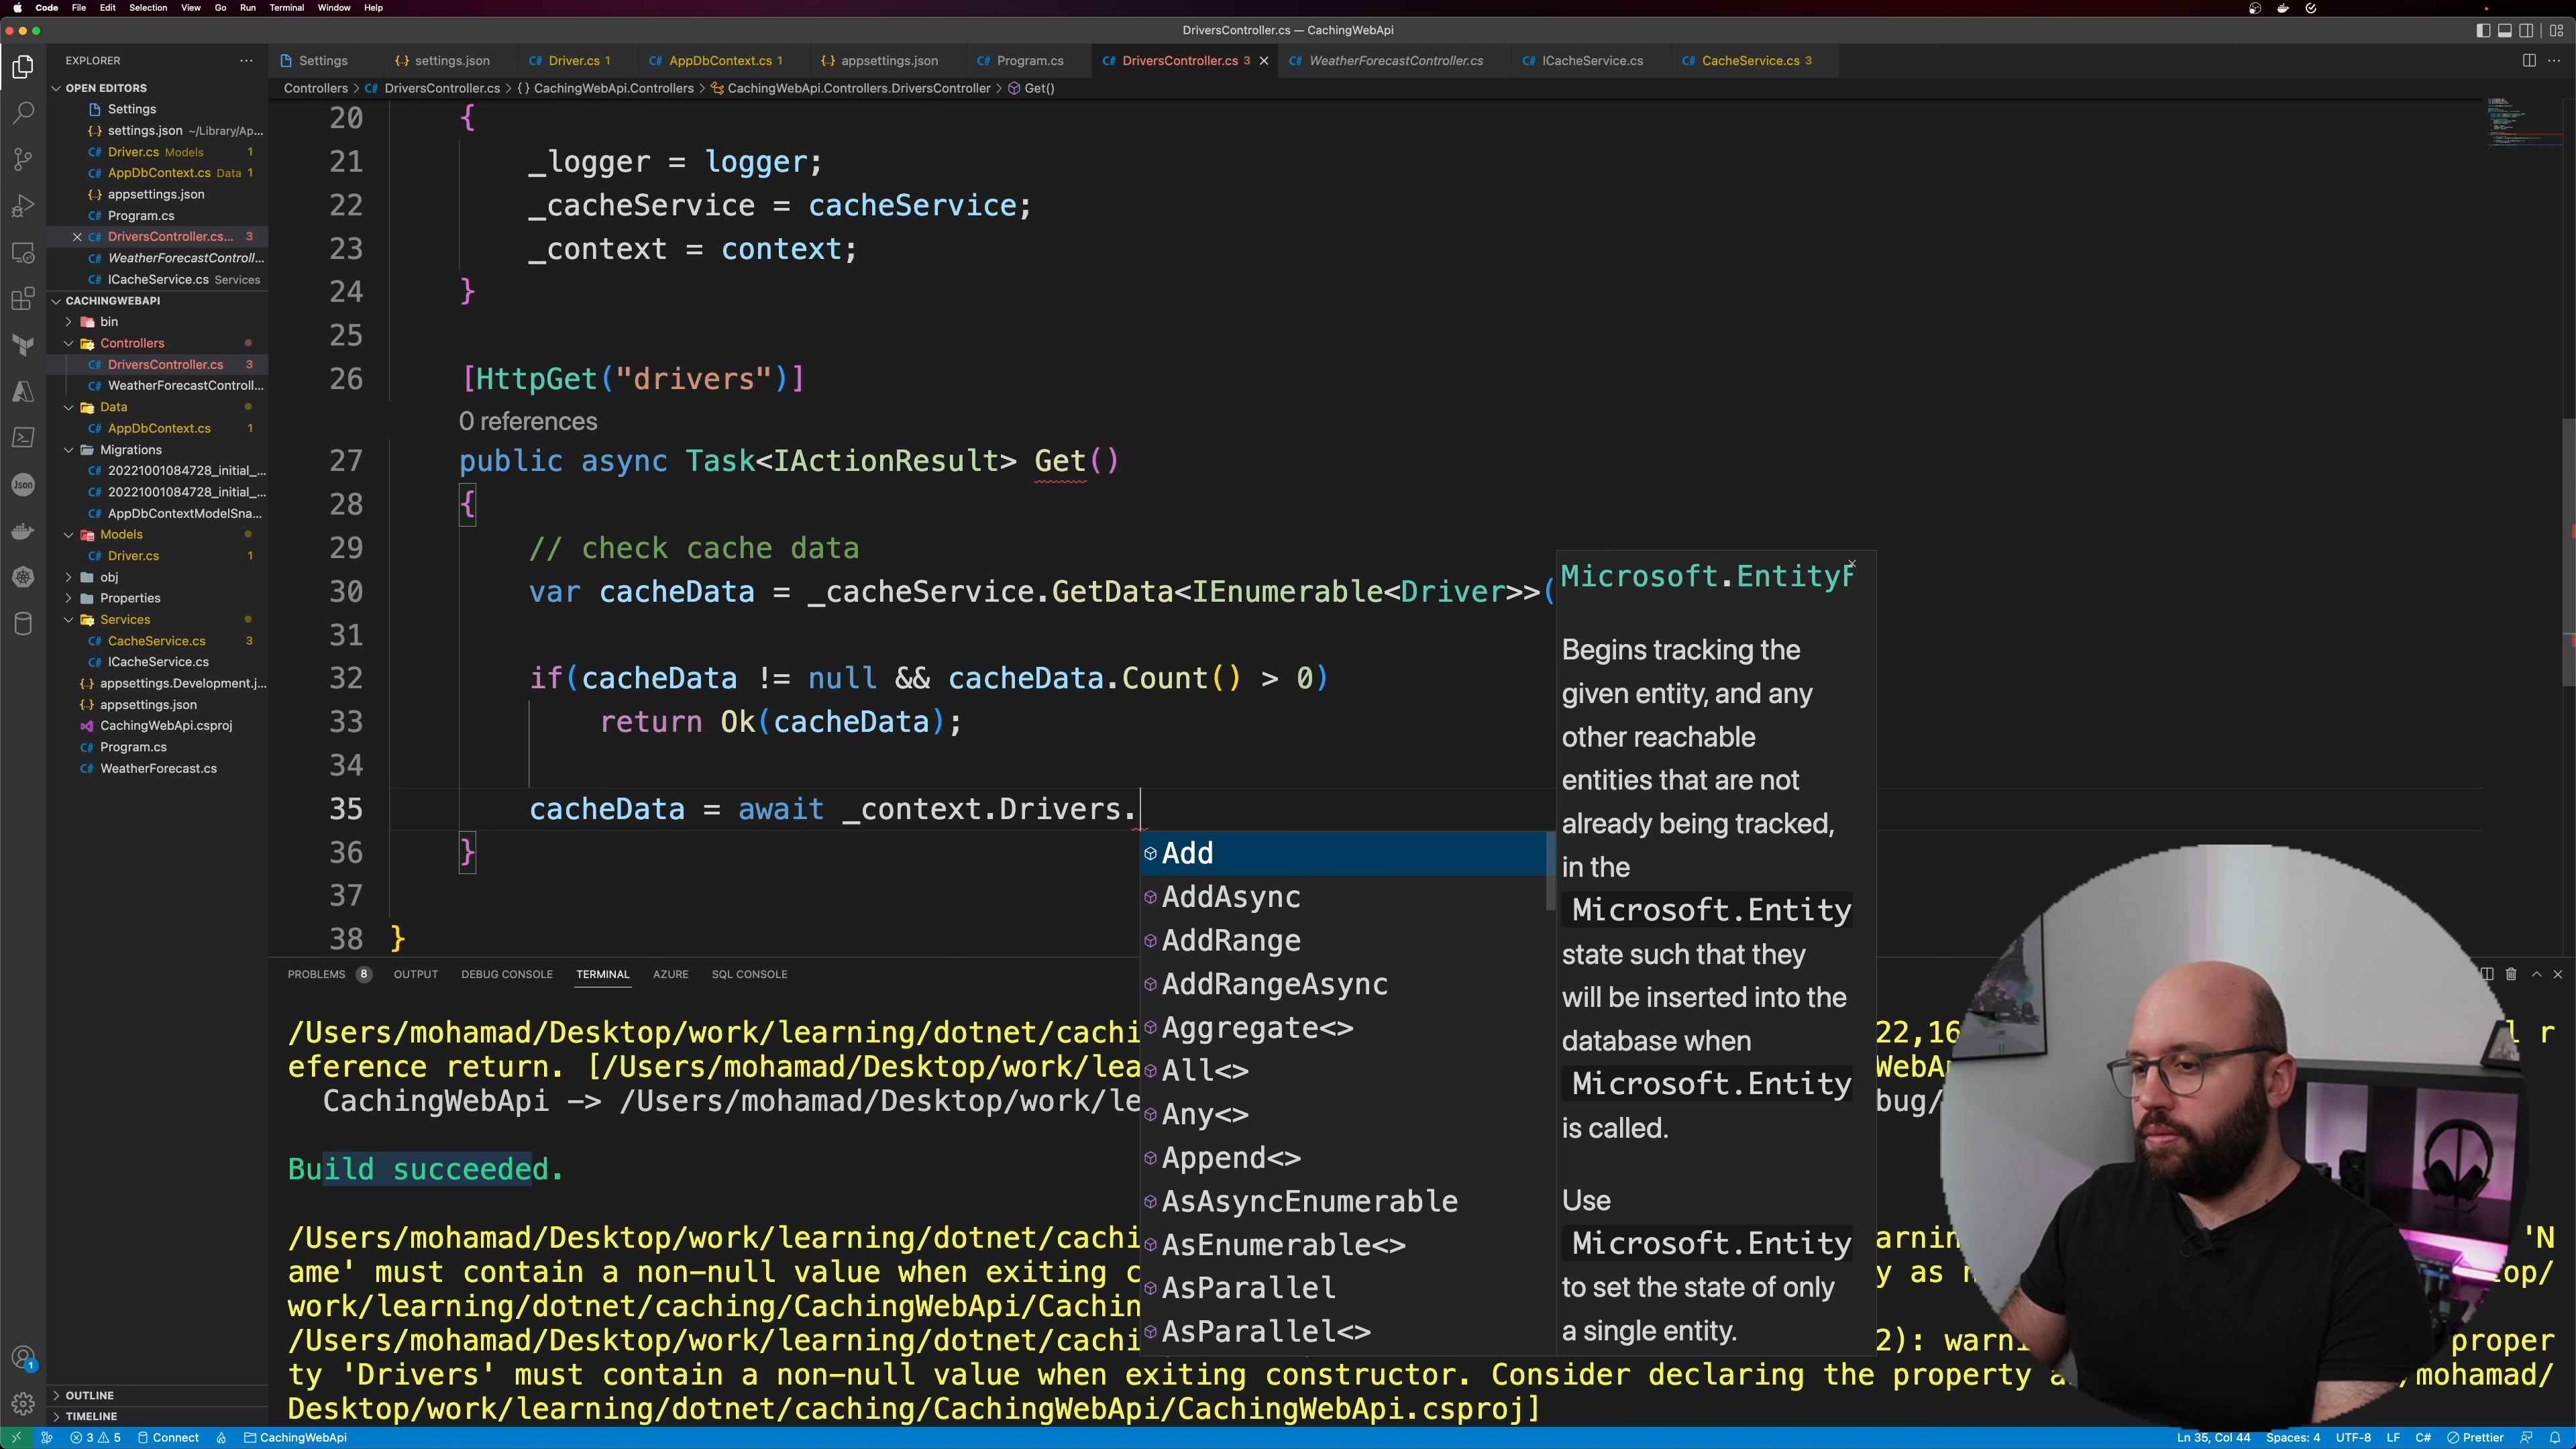 Code File Edit Selection View Go Run Terminal Window Help
DriversController.cs — CachingWebApi
EXPLORER
Settings
settings.json
Driver.cs 1
AppDbContext.cs 1
appsettings.json
Program.cs
DriversController.cs 3
WeatherForecastController.cs
ICacheService.cs
CacheService.cs 3
Controllers > DriversController.cs > {} CachingWebApi.Controllers > CachingWebApi.Controllers.DriversController > Get()
OPEN EDITORS
Settings
settings.json ~/Library/Ap...
Driver.cs Models 1
AppDbContext.cs Data 1
appsettings.json
Program.cs
DriversController.cs... 3
WeatherForecastControll...
ICacheService.cs Services
CACHINGWEBAPI
bin
Controllers
DriversController.cs 3
WeatherForecastControll...
Data
AppDbContext.cs 1
Migrations
20221001084728_initial_...
20221001084728_initial_...
AppDbContextModelSna...
Models
Driver.cs 1
obj
Properties
Services
CacheService.cs 3
ICacheService.cs
appsettings.Development.j...
appsettings.json
CachingWebApi.csproj
Program.cs
WeatherForecast.cs
OUTLINE
TIMELINE
20 {
21 _logger = logger;
22 _cacheService = cacheService;
23 _context = context;
24 }
25
26 [HttpGet("drivers")]
0 references
27 public async Task<IActionResult> Get()
28 {
29 // check cache data
30 var cacheData = _cacheService.GetData<IEnumerable<Driver>>(
31
32 if(cacheData != null && cacheData.Count() > 0)
33 return Ok(cacheData);
34
35 cacheData = await _context.Drivers.
36 }
37
38 }
Add
AddAsync
AddRange
AddRangeAsync
Aggregate<>
All<>
Any<>
Append<>
AsAsyncEnumerable
AsEnumerable<>
AsParallel
AsParallel<>
Microsoft.EntityF
Begins tracking the
given entity, and any
other reachable
entities that are not
already being tracked,
in the
Microsoft.Entity
state such that they
will be inserted into the
database when
Microsoft.Entity
is called.
Use
Microsoft.Entity
to set the state of only
a single entity.
PROBLEMS 8 OUTPUT DEBUG CONSOLE TERMINAL AZURE SQL CONSOLE
/Users/mohamad/Desktop/work/learning/dotnet/cachi 22,16 l r
eference return. [/Users/mohamad/Desktop/work/lea WebAp
CachingWebApi -> /Users/mohamad/Desktop/work/le bug/
Build succeeded.
/Users/mohamad/Desktop/work/learning/dotnet/cachi arnin 'N
ame' must contain a non-null value when exiting c y as n top/
work/learning/dotnet/caching/CachingWebApi/Cachin
/Users/mohamad/Desktop/work/learning/dotnet/cachi 2): warni proper
ty 'Drivers' must contain a non-null value when exiting constructor. Consider declaring the property a /mohamad/
Desktop/work/learning/dotnet/caching/CachingWebApi/CachingWebApi.csproj]
Json
1
3 5 Connect CachingWebApi
Ln 35, Col 44 Spaces: 4 UTF-8 LF C# Prettier